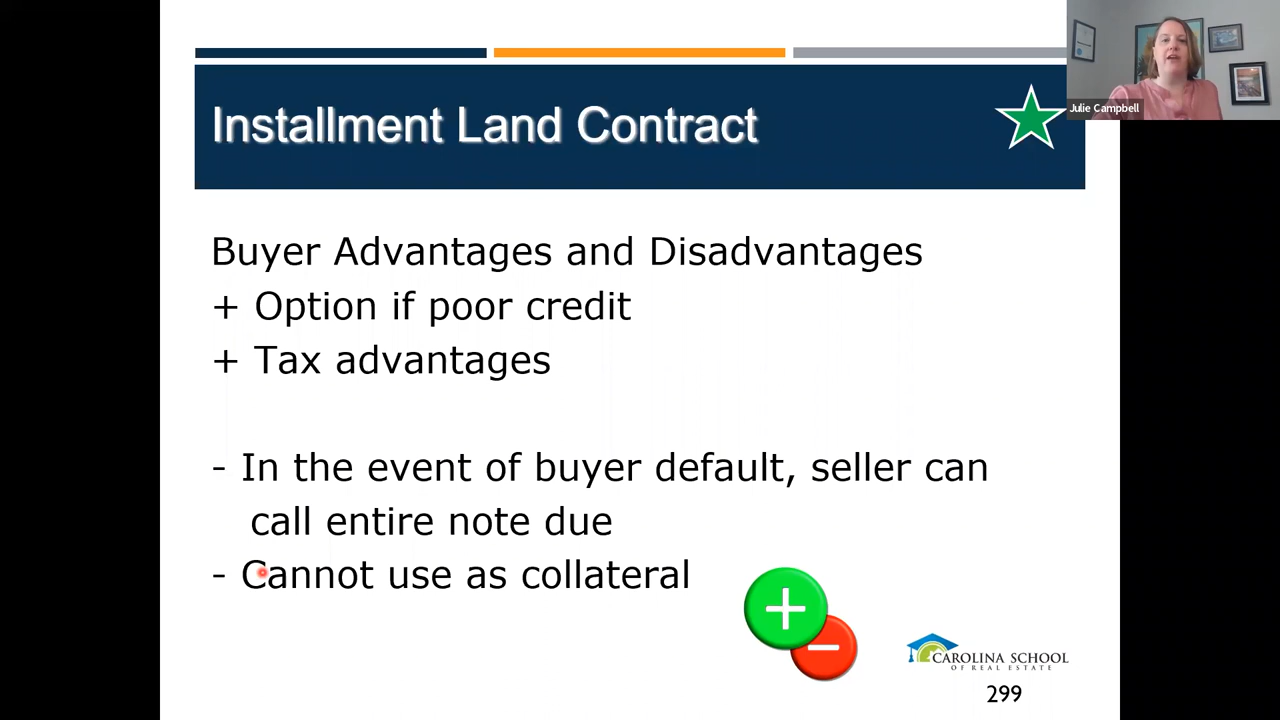 Installment Land Contract
Julie Campbell
Buyer Advantages and Disadvantages
+ Option if poor credit
+ Tax advantages
- In the event of buyer default, seller can
call entire note due
- Cannot use as collateral
CAROLINA SCHOOL
OF REAL ESTATE
299